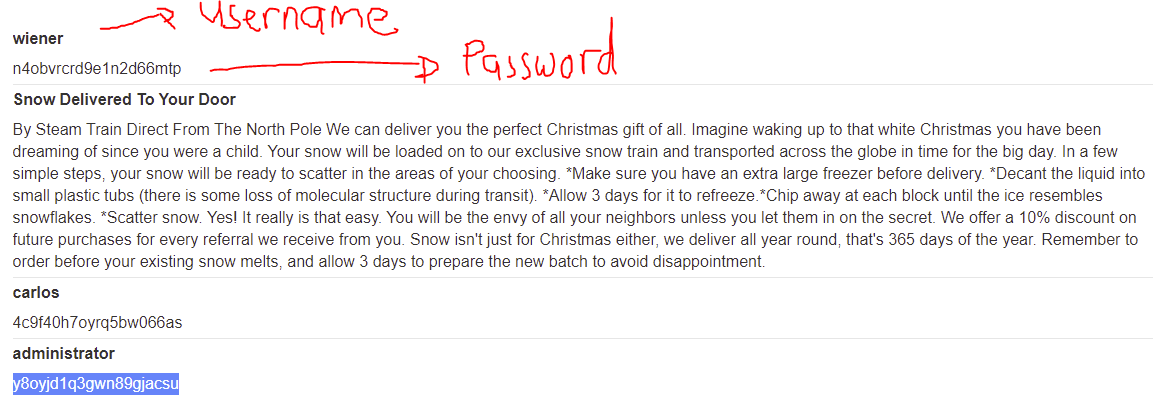 Username
wiener
n4obvrcrd9e1n2d66mtp
Password
Snow Delivered To Your Door
By Steam Train Direct From The North Pole We can deliver you the perfect Christmas gift of all. Imagine waking up to that white Christmas you have been
dreaming of since you were a child. Your snow will be loaded on to our exclusive snow train and transported across the globe in time for the big day. In a few
simple steps, your snow will be ready to scatter in the areas of your choosing. *Make sure you have an extra large freezer before delivery. *Decant the liquid into
small plastic tubs (there is some loss of molecular structure during transit). *Allow 3 days for it to refreeze.*Chip away at each block until the ice resembles
snowflakes. *Scatter snow. Yes! It really is that easy. You will be the envy of all your neighbors unless you let them in on the secret. We offer a 10% discount on
future purchases for every referral we receive from you. Snow isn't just for Christmas either, we deliver all year round, that's 365 days of the year. Remember to
order before your existing snow melts, and allow 3 days to prepare the new batch to avoid disappointment.
carlos
4c9f40h7oyrq5bw066as
administrator
y8oyjd1q3gwn89gjacsu